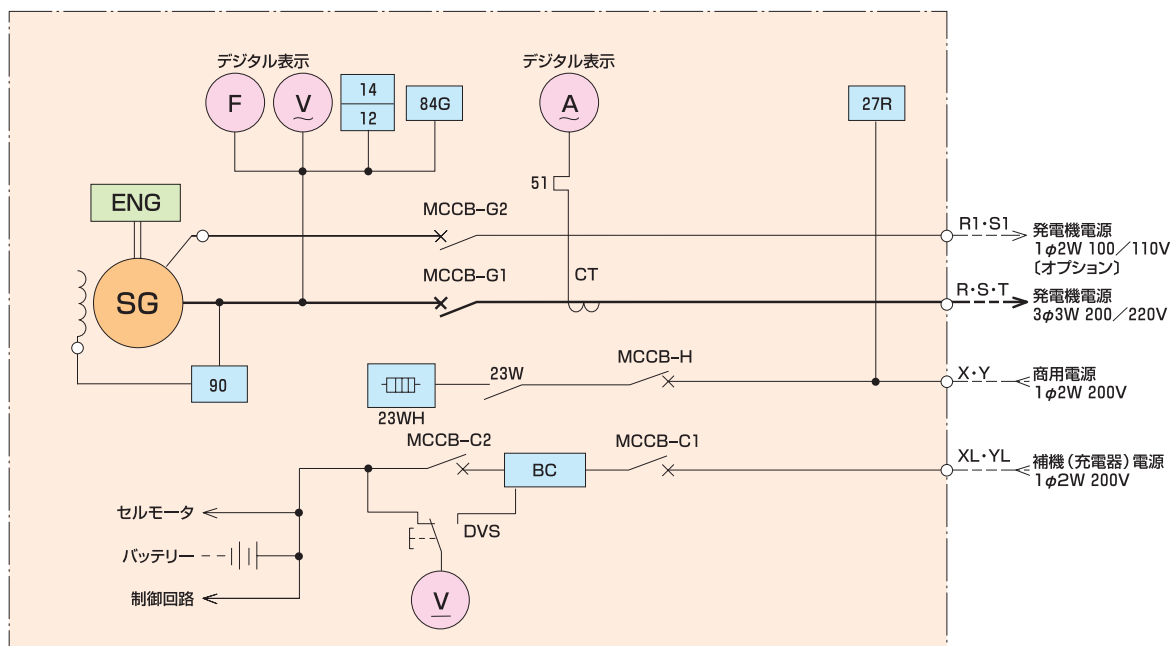 デジタル表示
デジタル表示
F
V
14
12
84G
A
27R
51
ENG
MCCB-G2
R1・S1
発電機電源
1φ2W 100／110V
〔オプション〕
SG
MCCB-G1
CT
R・S・T
発電機電源
3φ3W 200／220V
90
23WH
23W
MCCB-H
X・Y
商用電源
1φ2W 200V
MCCB-C2
BC
MCCB-C1
XL・YL
補機（充電器）電源
1φ2W 200V
セルモータ
DVS
バッテリー
V
制御回路